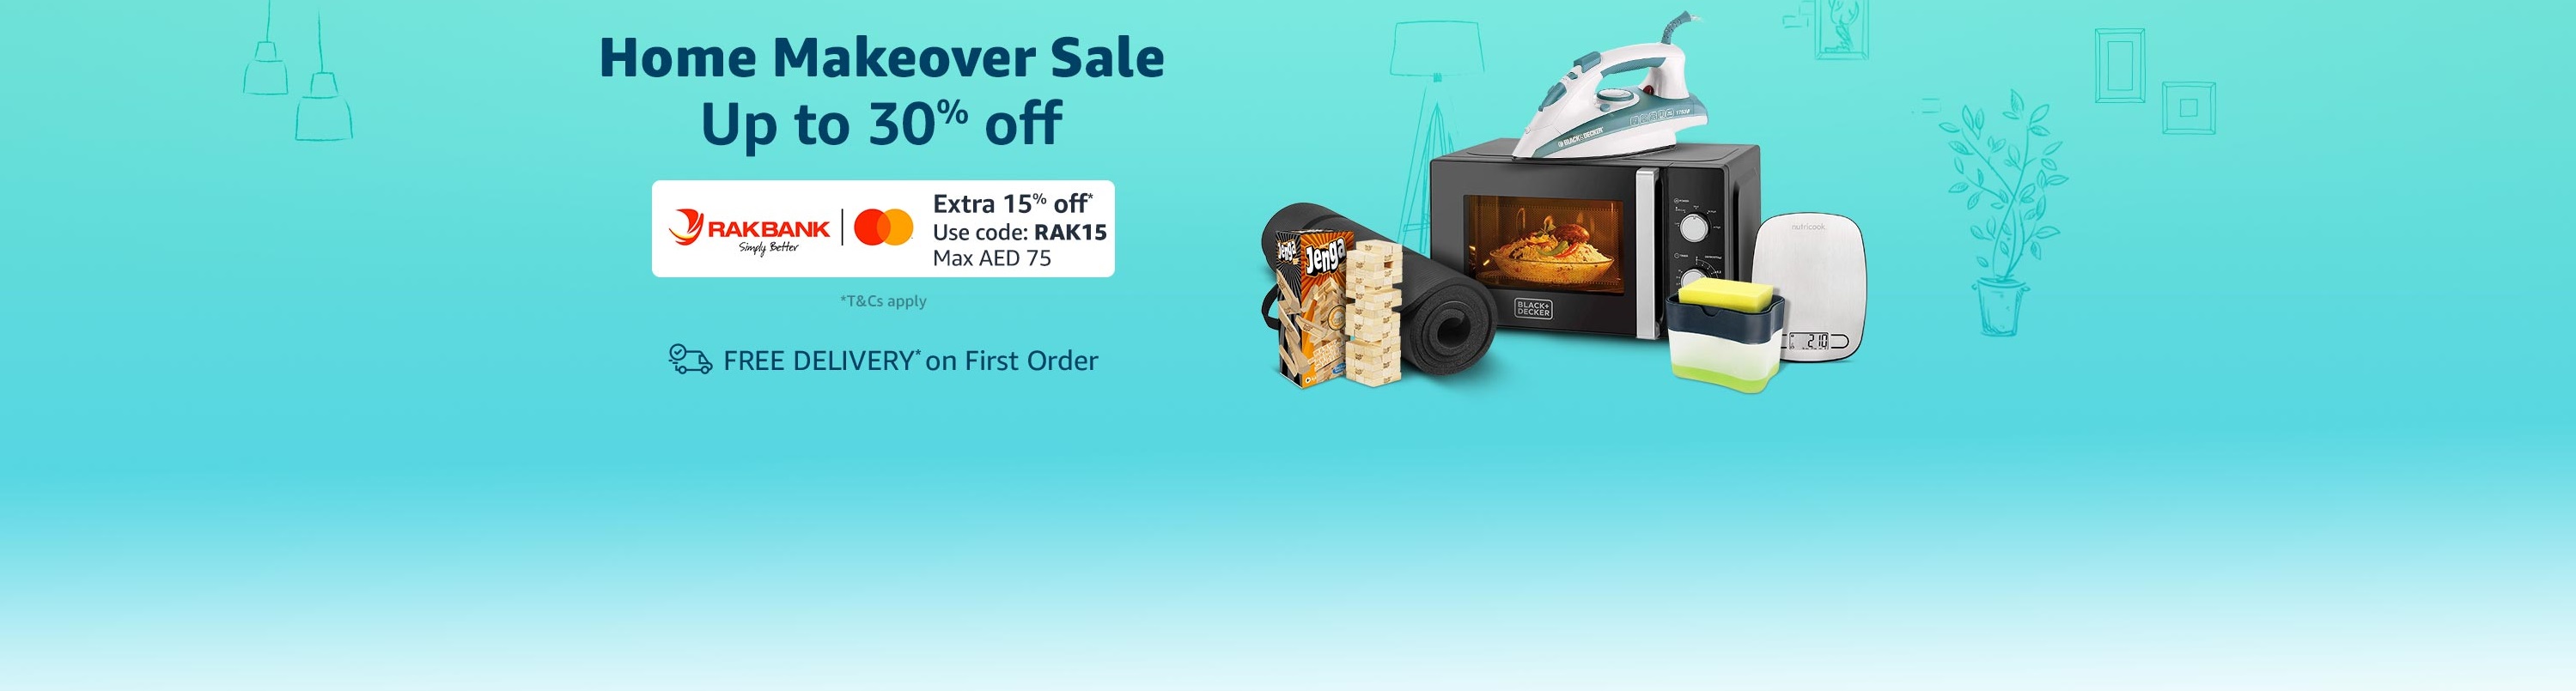 Home Makeover Sale
Up to 30% off
RAKBANK
Simply Better
Extra 15% off*
Use code: RAK15
Max AED 75
*T&Cs apply
FREE DELIVERY* on First Order
BLACK+DECKER
Jenga
Jenga
BLACK+
DECKER
nutricook
210